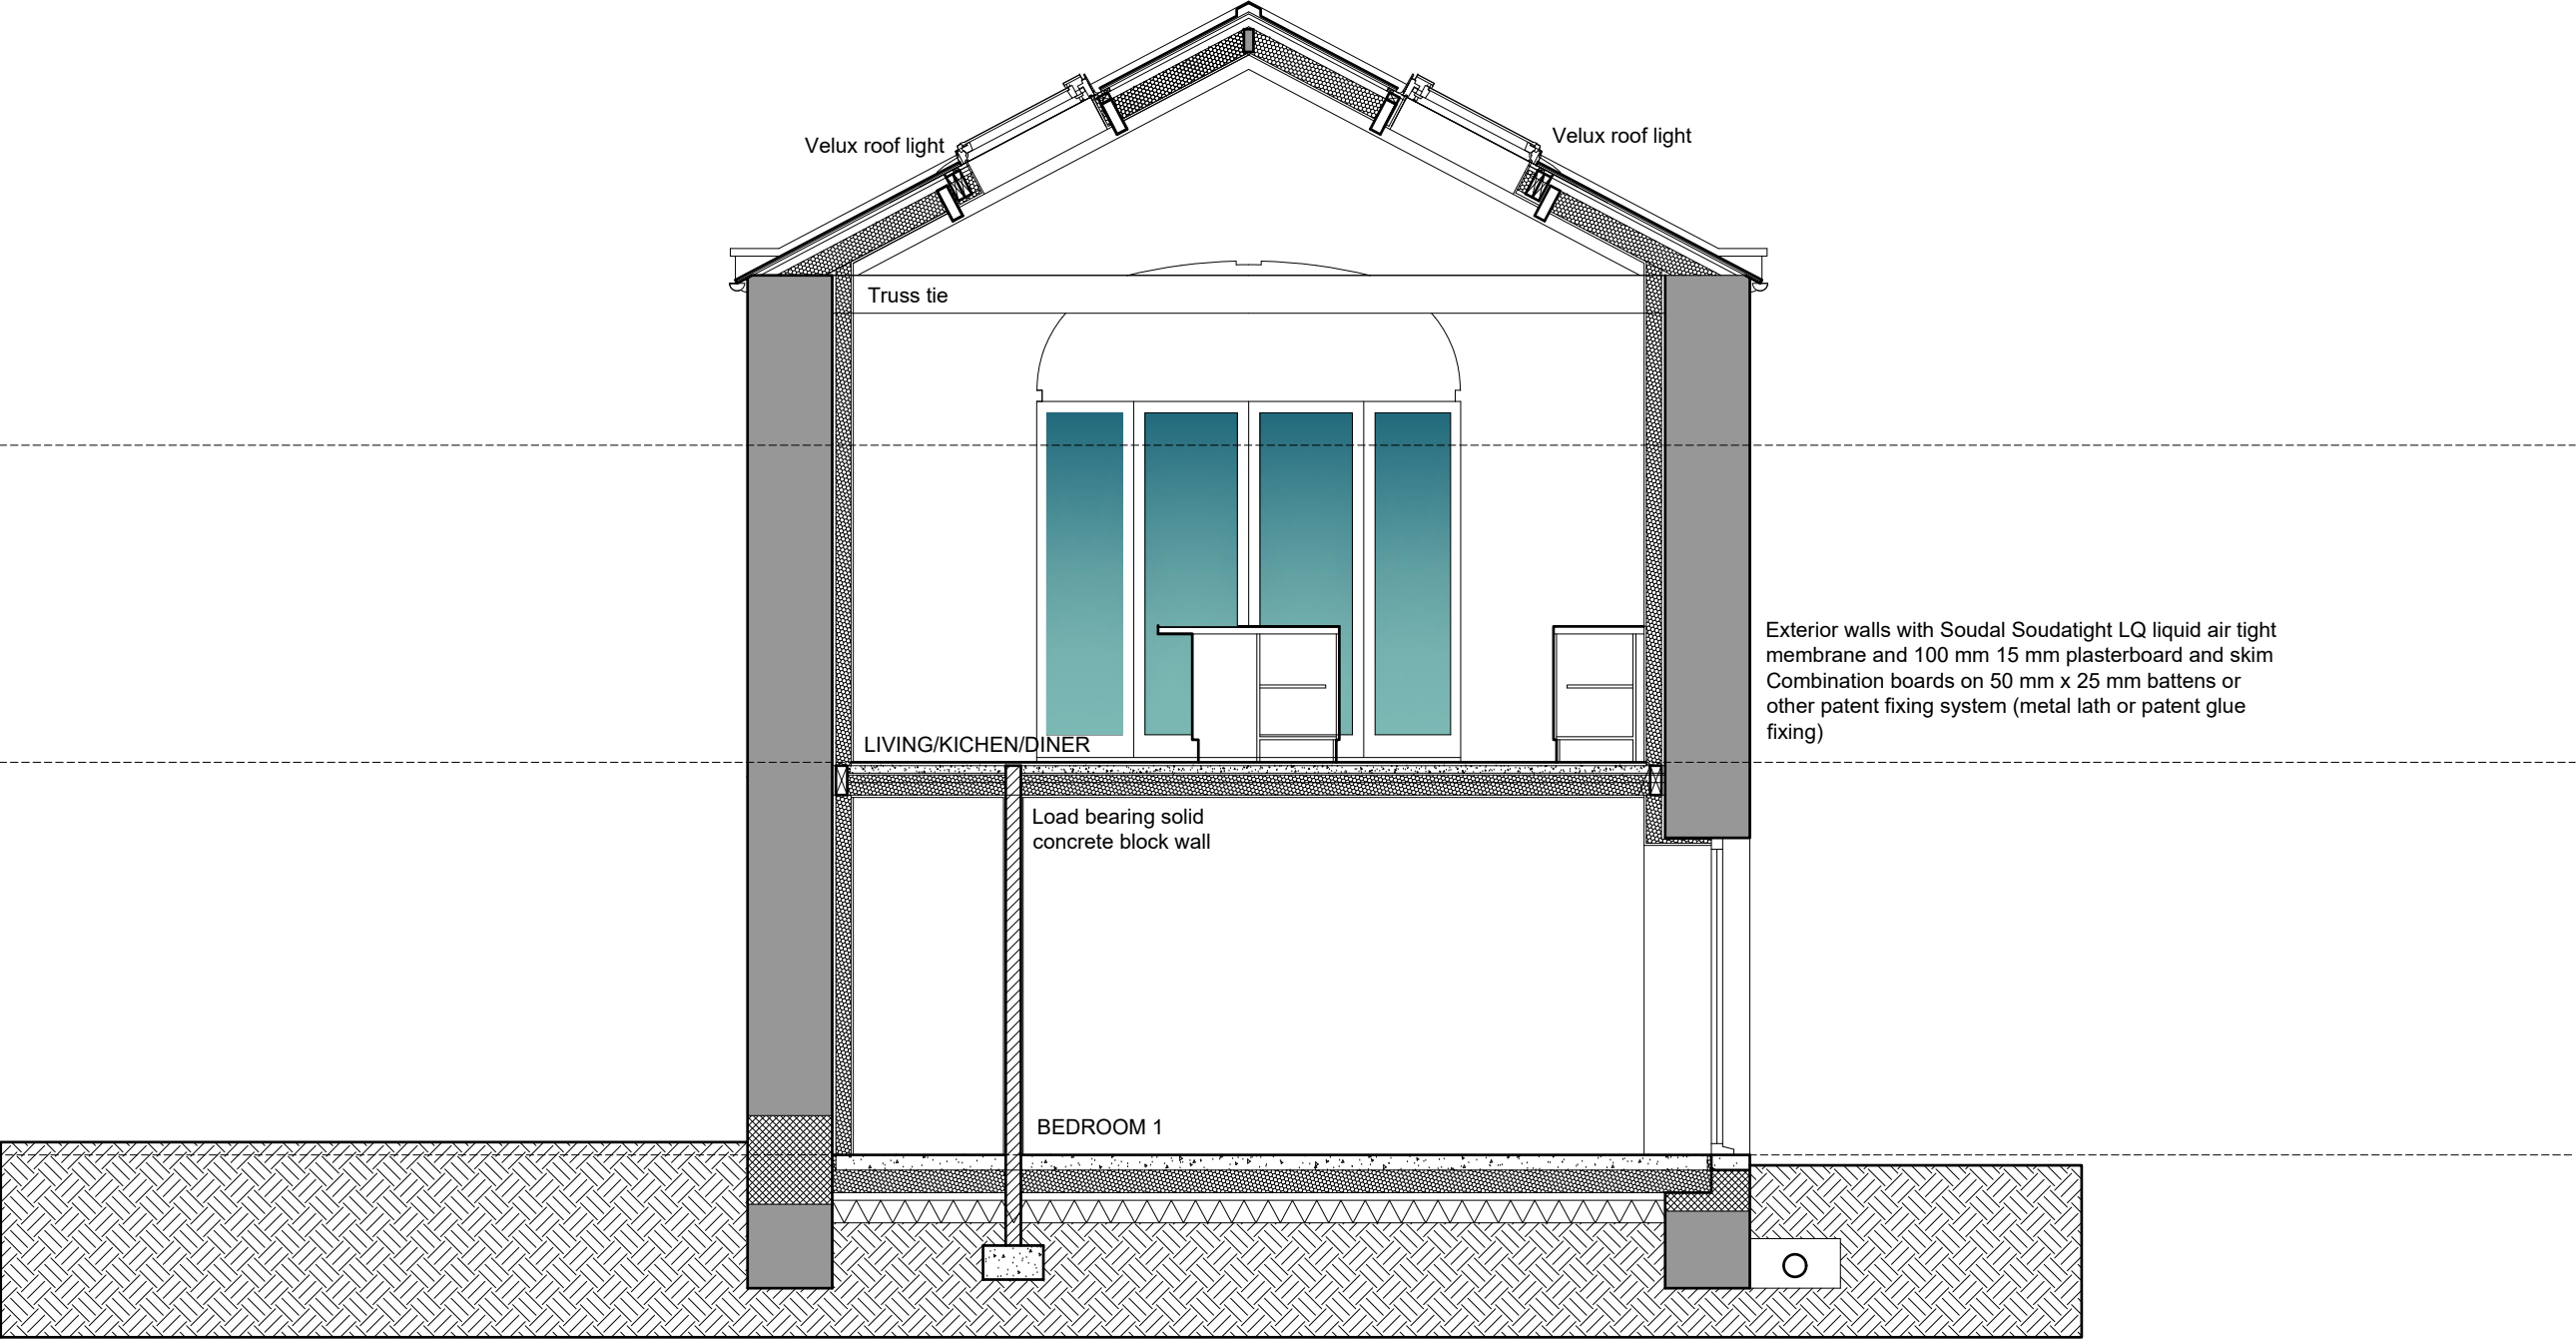 Velux roof light
Velux roof light
Truss tie
Exterior walls with Soudal Soudatight LQ liquid air tight
membrane and 100 mm 15 mm plasterboard and skim
Combination boards on 50 mm x 25 mm battens or
other patent fixing system (metal lath or patent glue
fixing)
LIVING/KICHEN/DINER
Load bearing solid
concrete block wall
BEDROOM 1